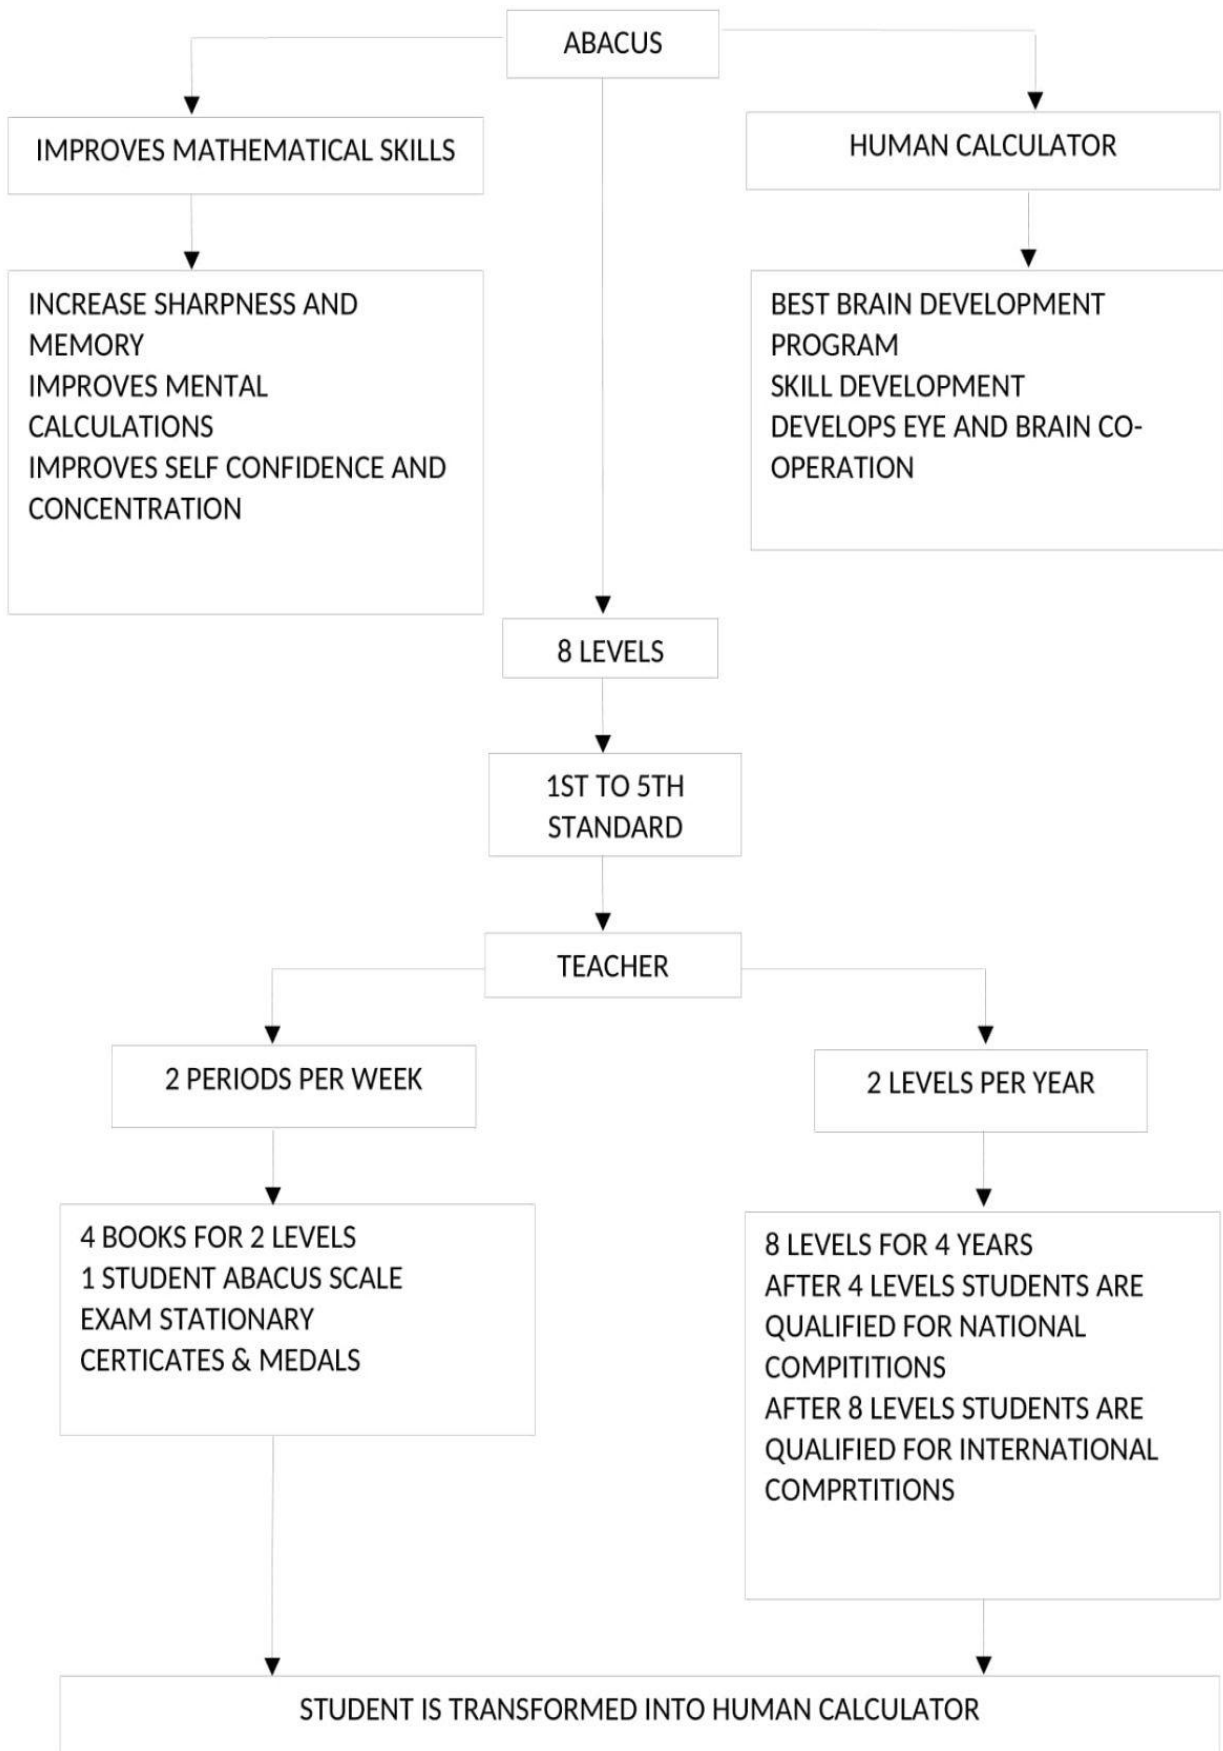 ABACUS
IMPROVES MATHEMATICAL SKILLS
HUMAN CALCULATOR
INCREASE SHARPNESS AND
MEMORY
IMPROVES MENTAL
CALCULATIONS
IMPROVES SELF CONFIDENCE AND
CONCENTRATION
BEST BRAIN DEVELOPMENT
PROGRAM
SKILL DEVELOPMENT
DEVELOPS EYE AND BRAIN CO-
OPERATION
8 LEVELS
1ST TO 5TH
STANDARD
TEACHER
2 PERIODS PER WEEK
2 LEVELS PER YEAR
4 BOOKS FOR 2 LEVELS
1 STUDENT ABACUS SCALE
EXAM STATIONARY
CERTICATES & MEDALS
8 LEVELS FOR 4 YEARS
AFTER 4 LEVELS STUDENTS ARE
QUALIFIED FOR NATIONAL
COMPITITIONS
AFTER 8 LEVELS STUDENTS ARE
QUALIFIED FOR INTERNATIONAL
COMPRTITIONS
STUDENT IS TRANSFORMED INTO HUMAN CALCULATOR